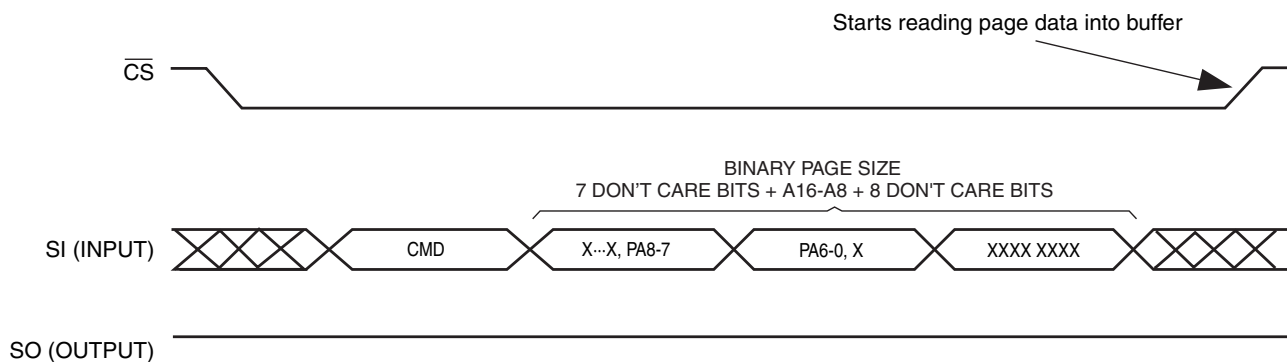 Starts reading page data into buffer
CS
BINARY PAGE SIZE
7 DON'T CARE BITS + A16-A8 + 8 DON'T CARE BITS
SI (INPUT)
CMD
X···X, PA8-7
PA6-0, X
XXXX XXXX
SO (OUTPUT)